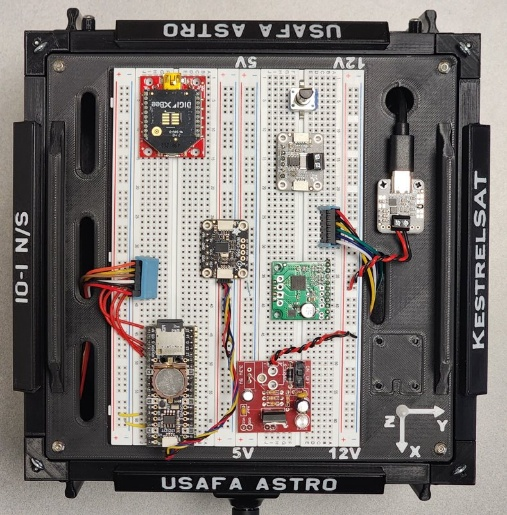 USAFA ASTRO
5V
12V
DIGI XBee
IO-1 N/S
KESTRELSAT
Z
Y
X
5V
12V
USAFA ASTRO